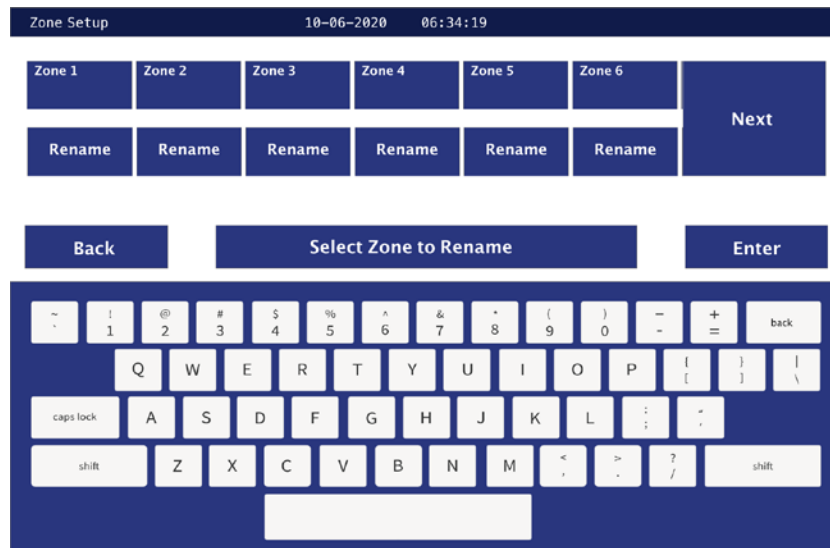 Zone Setup 10-06-2020 06:34:19
Zone 1 Zone 2 Zone 3 Zone 4 Zone 5 Zone 6
Next
Rename Rename Rename Rename Rename Rename
Back Select Zone to Rename Enter
~ ! @ # $ % ^ & * ( ) – +
` 1 2 3 4 5 6 7 8 9 0 - = back
Q W E R T Y U I O P { } |
[ ] \
caps lock A S D F G H J K L : "
; '
shift Z X C V B N M < > ? shift
, . /